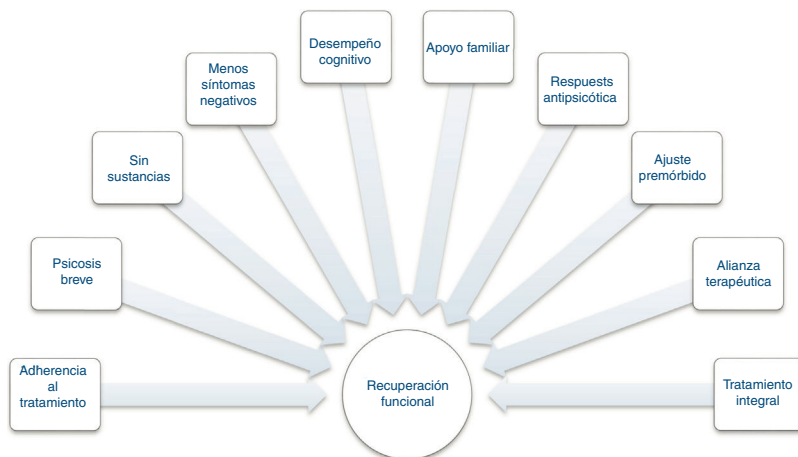 Desempeño
cognitivo
Apoyo familiar
Menos
síntomas
negativos
Respuests
antipsicótica
Sin
sustancias
Ajuste
premórbido
Psicosis
breve
Alianza
terapéutica
Adherencia
al
tratamiento
Recuperación
funcional
Tratamiento
integral